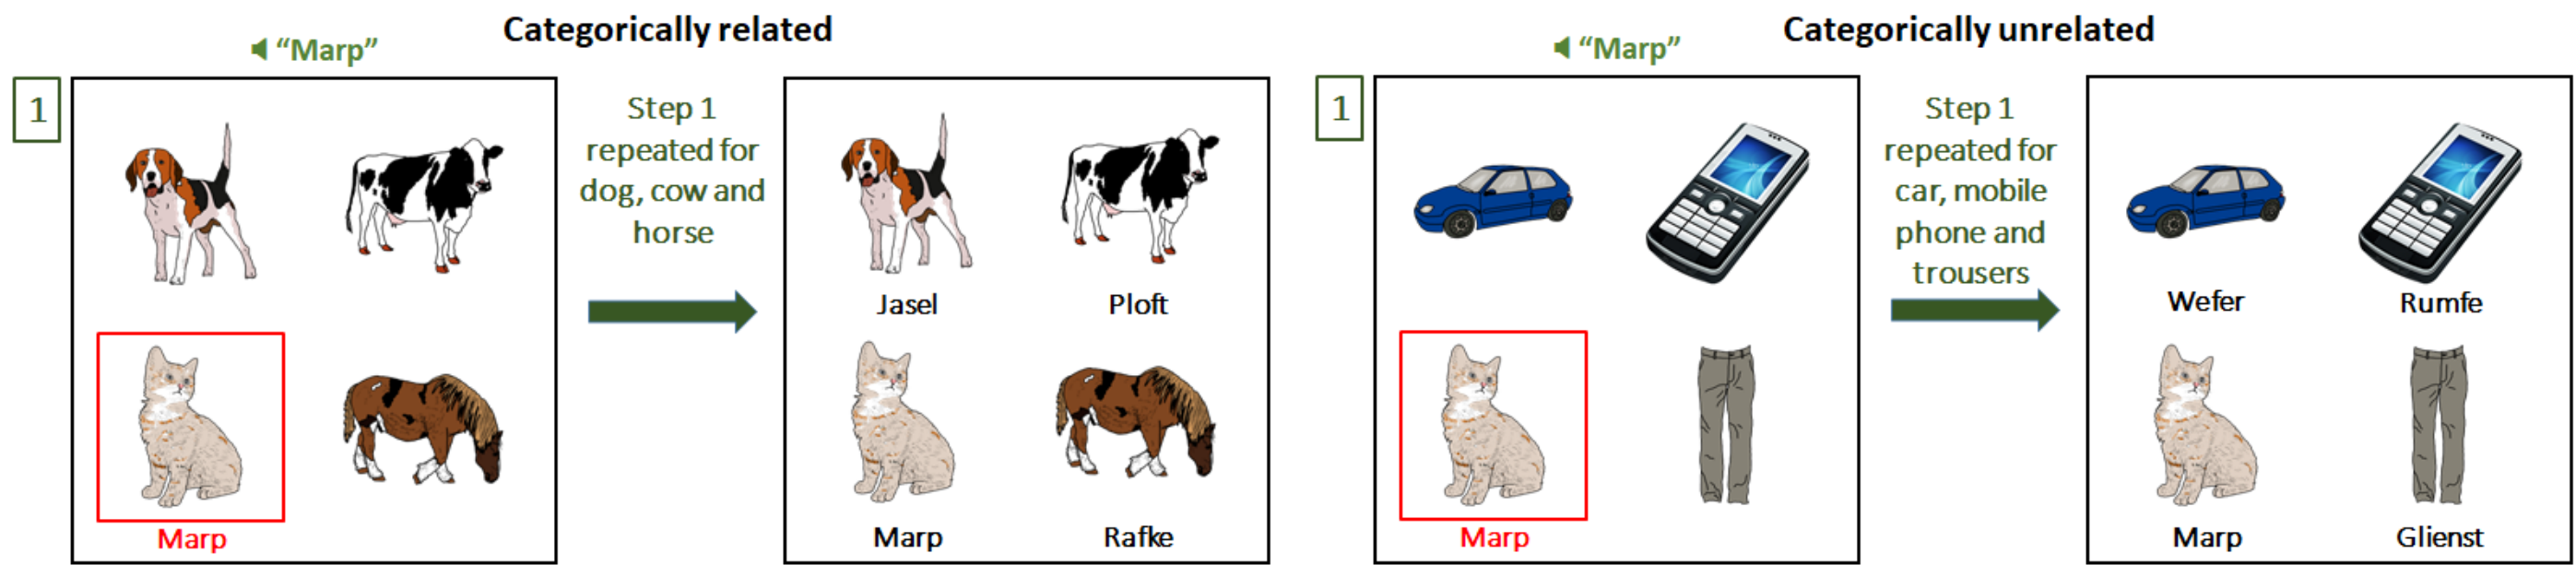 Categorically related
"Marp"
1
Marp
Step 1
repeated for
dog, cow and
horse
Jasel
Ploft
Marp
Rafke
Categorically unrelated
"Marp"
1
Marp
Step 1
repeated for
car, mobile
phone and
trousers
Wefer
Rumfe
Marp
Glienst